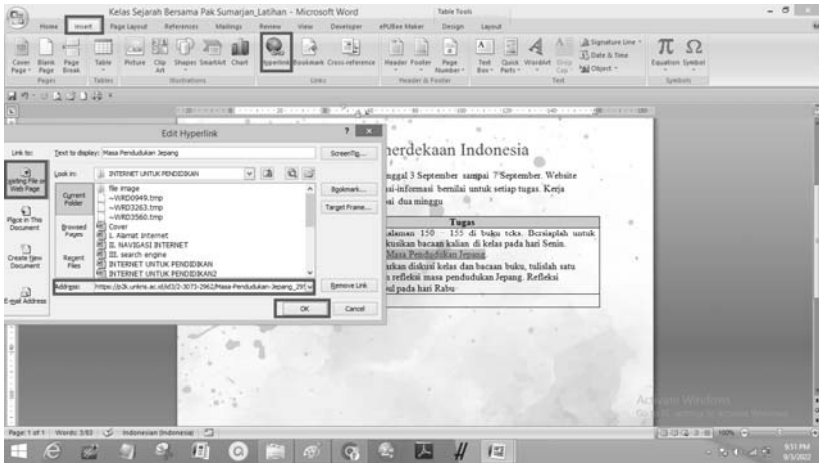 Kelas Sejarah Bersama Pak Sumarjan_Latihan - Microsoft Word
Table Tools
Home Insert Page Layout References Mailings Review View Developer ePUBee Maker Design Layout
Cover Page
Blank Page
Page Break
Table
Picture
Clip Art
Shapes
SmartArt
Chart
Hyperlink
Bookmark
Cross-reference
Header
Footer
Page Number
Text Box
Quick Parts
WordArt
Drop Cap
Signature Line
Date & Time
Object
Equation
Symbol
Pages Tables Illustrations Links Header & Footer Text Symbols
Edit Hyperlink
Link to:
Text to display: Masa Pendudukan Jepang
ScreenTip...
Existing File or Web Page
Look in: INTERNET UNTUK PENDIDIKAN
Current Folder
file image
~WRD0949.tmp
~WRD3263.tmp
~WRD3560.tmp
Cover
I. Alamat Internet
II. NAVIGASI INTERNET
III. search engine
INTERNET UNTUK PENDIDIKAN
INTERNET UNTUK PENDIDIKAN2
Bookmark...
Target Frame...
Place in This Document
Browsed Pages
Create New Document
Recent Files
E-mail Address
Address:
Remove Link
OK Cancel
merdekaan Indonesia
nggal 3 September sampai 7 September. Website
si-informasi bernilai untuk setiap tugas. Kerja
ai dua minggu
Tugas
alaman 150 - 155 di buku teks. Bersiaplah untuk
kusikan bacaan kalian di kelas pada hari Senin.
Masa Pendudukan Jepang.
arkan diskusi kelas dan bacaan buku, tulislah satu
refleksi masa pendudukan Jepang. Refleksi
ul pada hari Rabu
Activate Windows
Page: 1 of 1 Words: 3/83 Indonesian (Indonesia) 100%
9:51 PM
9/3/2022